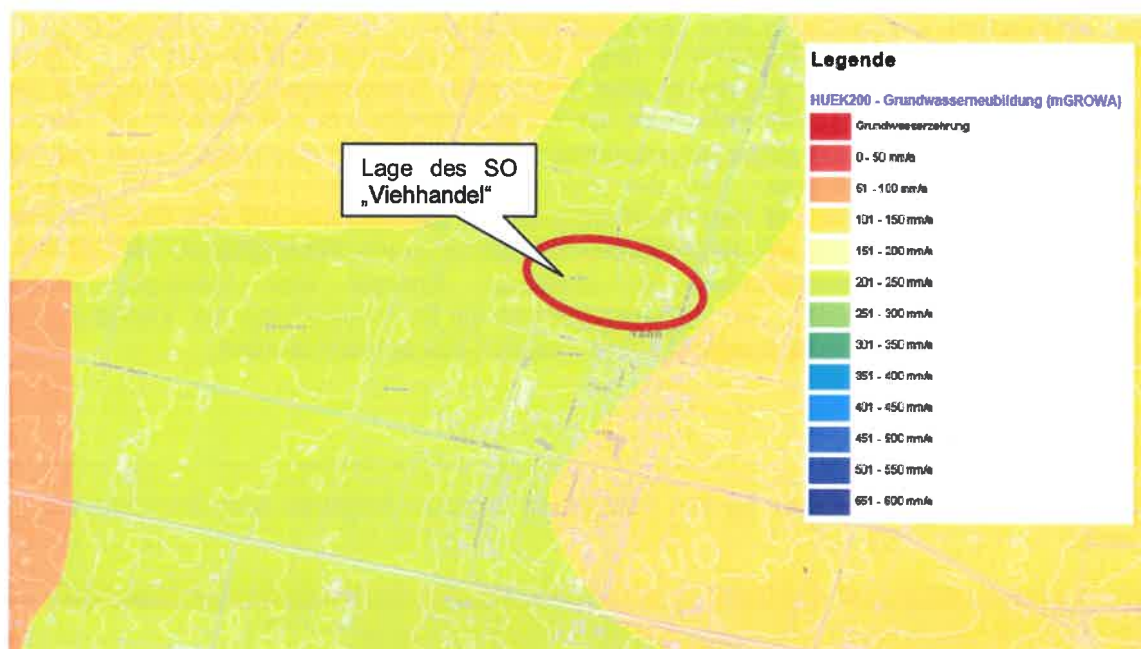 Lage des SO
„Viehhandel“
Legende
HUEK200 - Grundwasserneubildung (mGROWA)
Grundwasserzehrung
0 - 50 mm/a
51 - 100 mm/a
101 - 150 mm/a
151 - 200 mm/a
201 - 250 mm/a
251 - 300 mm/a
301 - 350 mm/a
351 - 400 mm/a
401 - 450 mm/a
451 - 500 mm/a
501 - 550 mm/a
551 - 600 mm/a